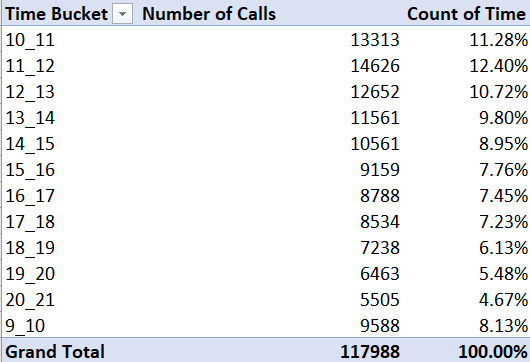 Time Bucket Number of Calls Count of Time
10_11 13313 11.28%
11_12 14626 12.40%
12_13 12652 10.72%
13_14 11561 9.80%
14_15 10561 8.95%
15_16 9159 7.76%
16_17 8788 7.45%
17_18 8534 7.23%
18_19 7238 6.13%
19_20 6463 5.48%
20_21 5505 4.67%
9_10 9588 8.13%
Grand Total 117988 100.00%